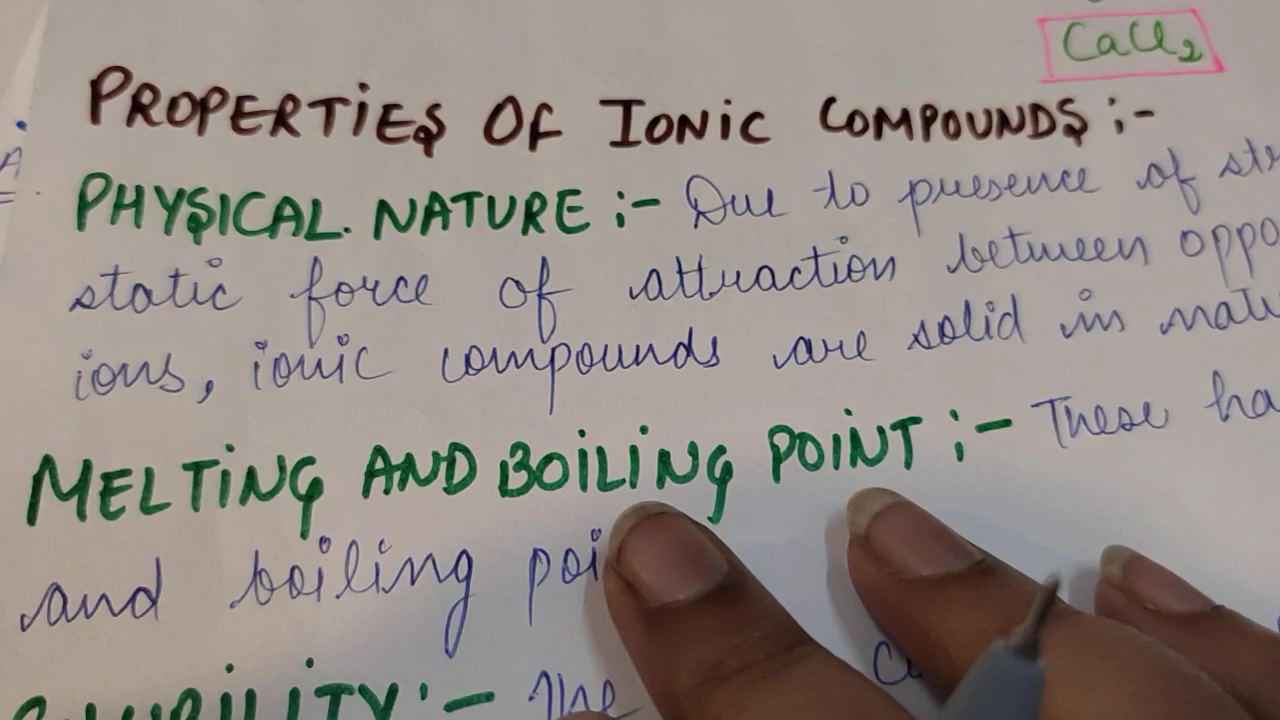 CaCl2
PROPERTIES OF IONIC COMPOUNDS :-
PHYSICAL NATURE :- Due to presence of
static force of attraction between
ions, ionic compounds are solid in
MELTING AND BOILING POINT :- These
and boiling
The